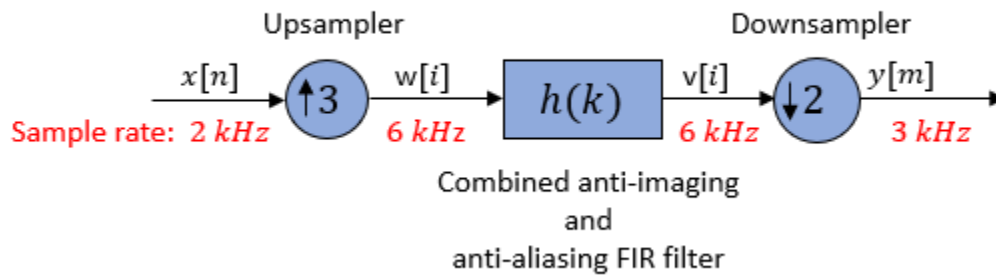 Upsampler Downsampler
x[n] w[i] v[i] y[m]
↑3 h(k) ↓2
Sample rate: 2 kHz 6 kHz 6 kHz 3 kHz
Combined anti-imaging
and
anti-aliasing FIR filter